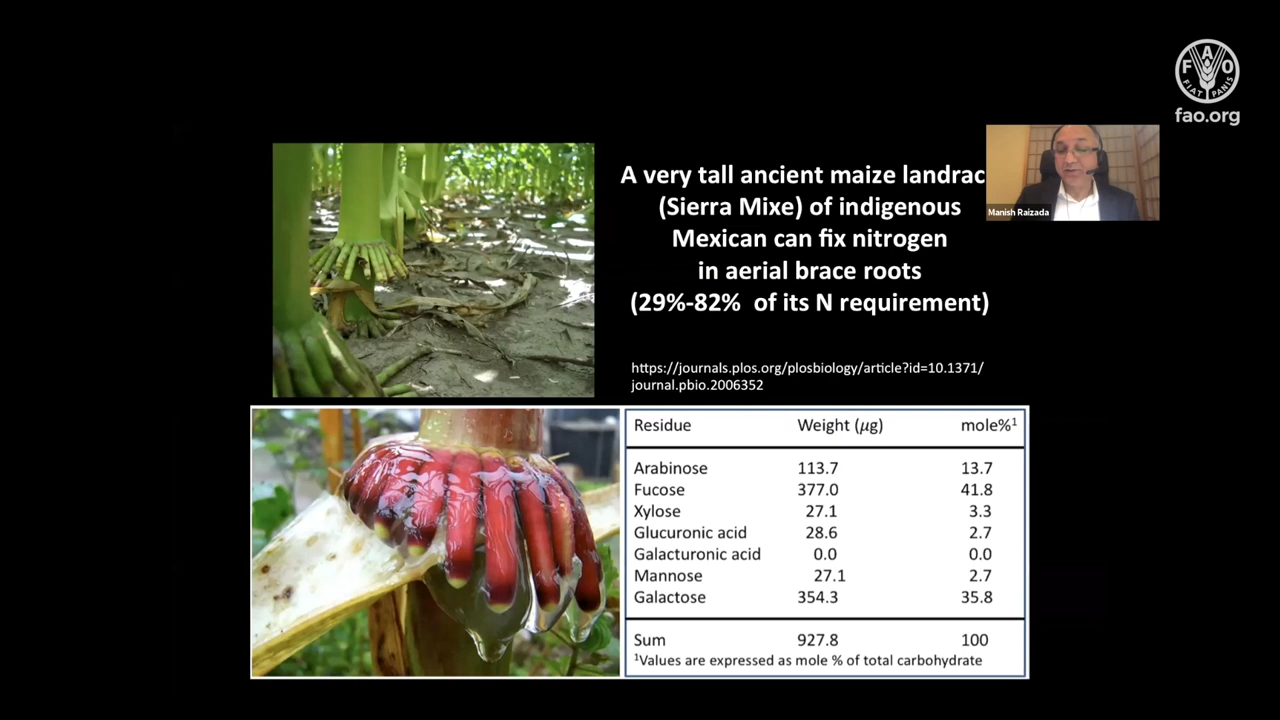 FAO
FIAT PANIS
fao.org
A very tall ancient maize landrac
(Sierra Mixe) of indigenous
Mexican can fix nitrogen
in aerial brace roots
(29%-82% of its N requirement)
Manish Raizada
https://journals.plos.org/plosbiology/article?id=10.1371/
journal.pbio.2006352
Residue Weight (μg) mole%¹
Arabinose 113.7 13.7
Fucose 377.0 41.8
Xylose 27.1 3.3
Glucuronic acid 28.6 2.7
Galacturonic acid 0.0 0.0
Mannose 27.1 2.7
Galactose 354.3 35.8
Sum 927.8 100
¹Values are expressed as mole % of total carbohydrate